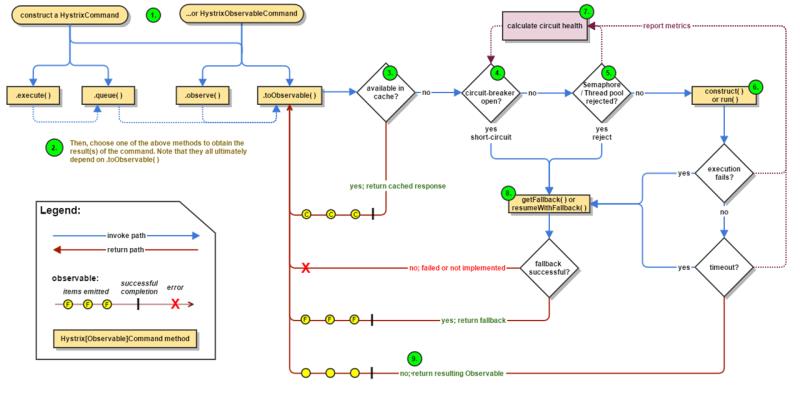 construct a HystrixCommand
1.
...or HystrixObservableCommand
7.
calculate circuit health
report metrics
.execute( )
.queue( )
.observe( )
.toObservable( )
3.
available in
cache?
no
4.
circuit-breaker
open?
no
5.
Semaphore
/ Thread pool
rejected?
no
6.
construct( )
or run( )
2.
Then, choose one of the above methods to obtain the
result(s) of the command. Note that they all ultimately
depend on .toObservable( )
yes
short-circuit
yes
reject
yes
execution
fails?
yes; return cached response
8.
getFallback( ) or
resumeWithFallback( )
no
C C C
Legend:
invoke path
return path
observable:
items emitted
successful
completion
error
F F F
X
Hystrix[Observable]Command method
X
no; failed or not implemented
fallback
successful?
yes
timeout?
F F F
yes; return fallback
9.
no; return resulting Observable